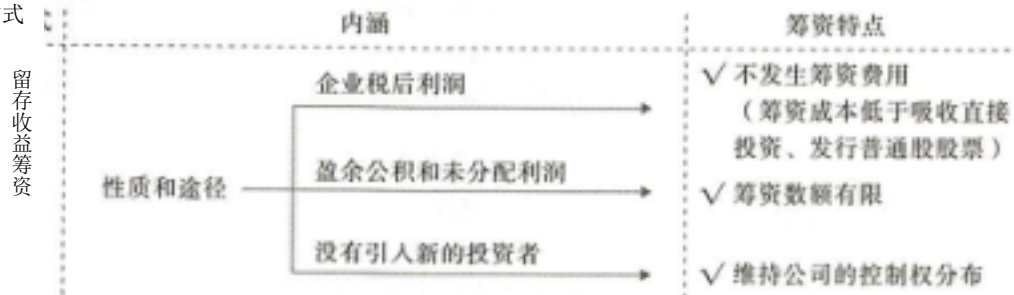 式
内涵
筹资特点
留存收益筹资
性质和途径
企业税后利润
√ 不发生筹资费用
（筹资成本低于吸收直接
投资、发行普通股股票）
盈余公积和未分配利润
√ 筹资数额有限
没有引入新的投资者
√ 维持公司的控制权分布